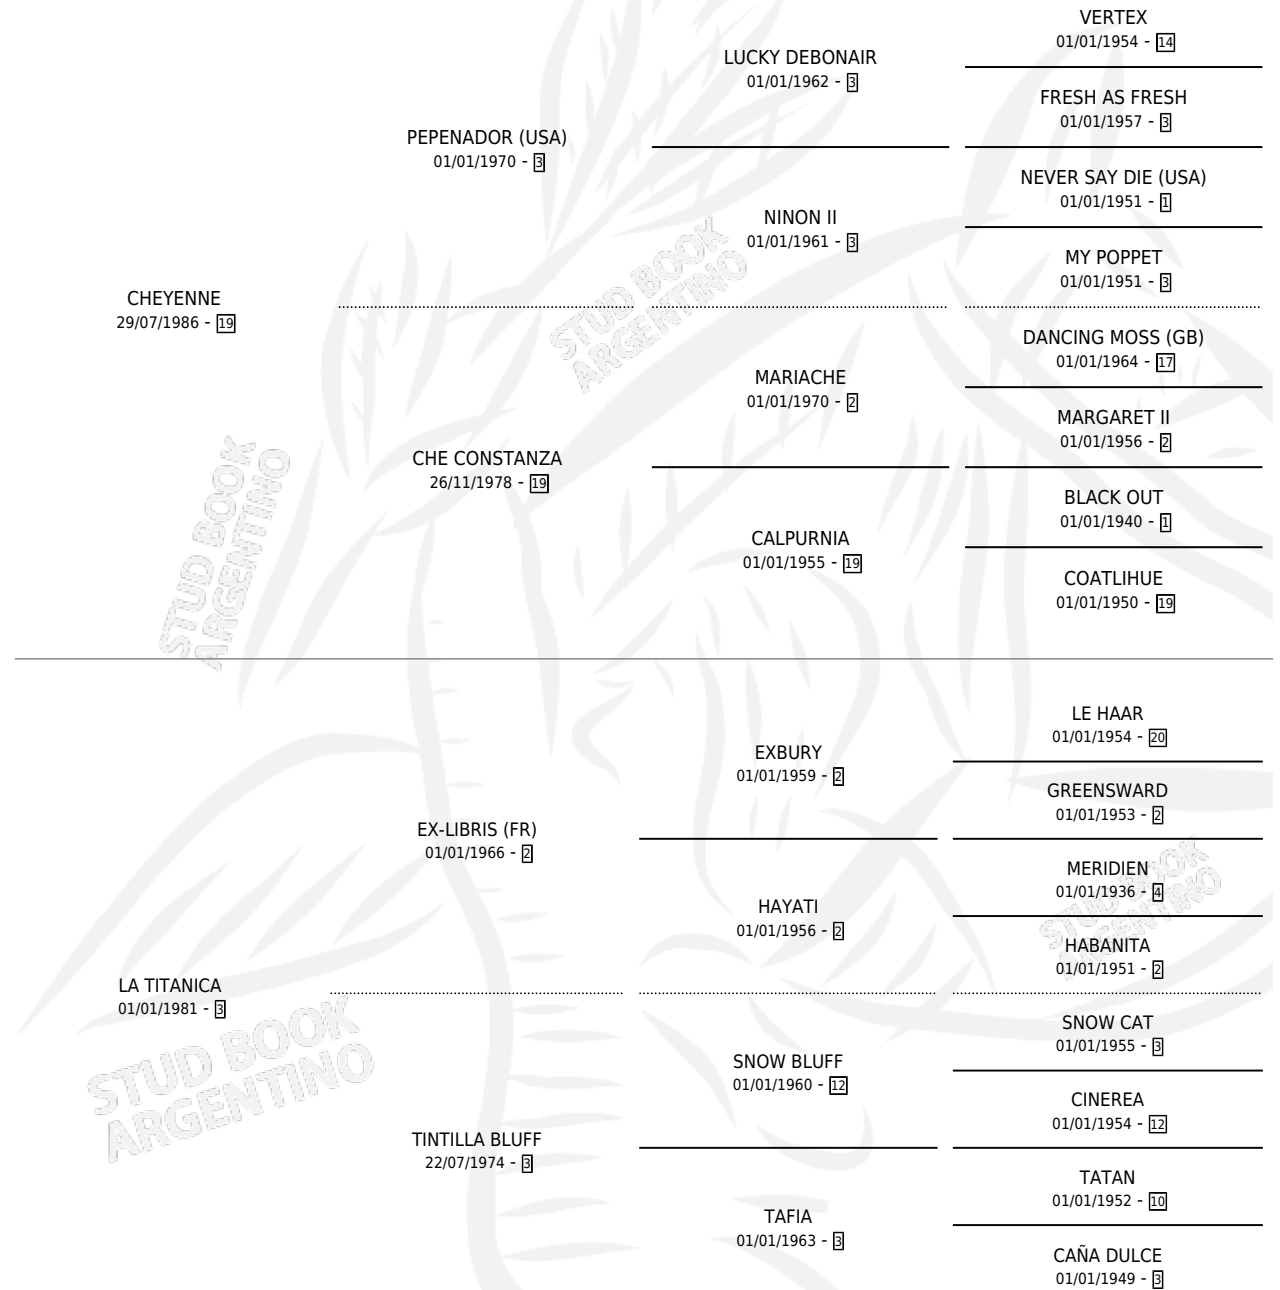 VERTEX
01/01/1954 - 14
LUCKY DEBONAIR
01/01/1962 - 3
FRESH AS FRESH
01/01/1957 - 3
PEPENADOR (USA)
01/01/1970 - 3
NEVER SAY DIE (USA)
01/01/1951 - 1
NINON II
01/01/1961 - 3
MY POPPET
01/01/1951 - 3
CHEYENNE
29/07/1986 - 19
DANCING MOSS (GB)
01/01/1964 - 17
MARIACHE
01/01/1970 - 2
MARGARET II
01/01/1956 - 2
CHE CONSTANZA
26/11/1978 - 19
BLACK OUT
01/01/1940 - 1
CALPURNIA
01/01/1955 - 19
COATLIHUE
01/01/1950 - 19
LE HAAR
01/01/1954 - 20
EXBURY
01/01/1959 - 2
GREENSWARD
01/01/1953 - 2
EX-LIBRIS (FR)
01/01/1966 - 2
MERIDIEN
01/01/1936 - 4
HAYATI
01/01/1956 - 2
HABANITA
01/01/1951 - 2
LA TITANICA
01/01/1981 - 3
SNOW CAT
01/01/1955 - 3
SNOW BLUFF
01/01/1960 - 12
CINEREA
01/01/1954 - 12
TINTILLA BLUFF
22/07/1974 - 3
TATAN
01/01/1952 - 10
TAFIA
01/01/1963 - 3
CAÑA DULCE
01/01/1949 - 3
STUD BOOK
ARGENTINO
STUD BOOK
ARGENTINO
STUD BOOK
ARGENTINO
STUD BOOK
ARGENTINO